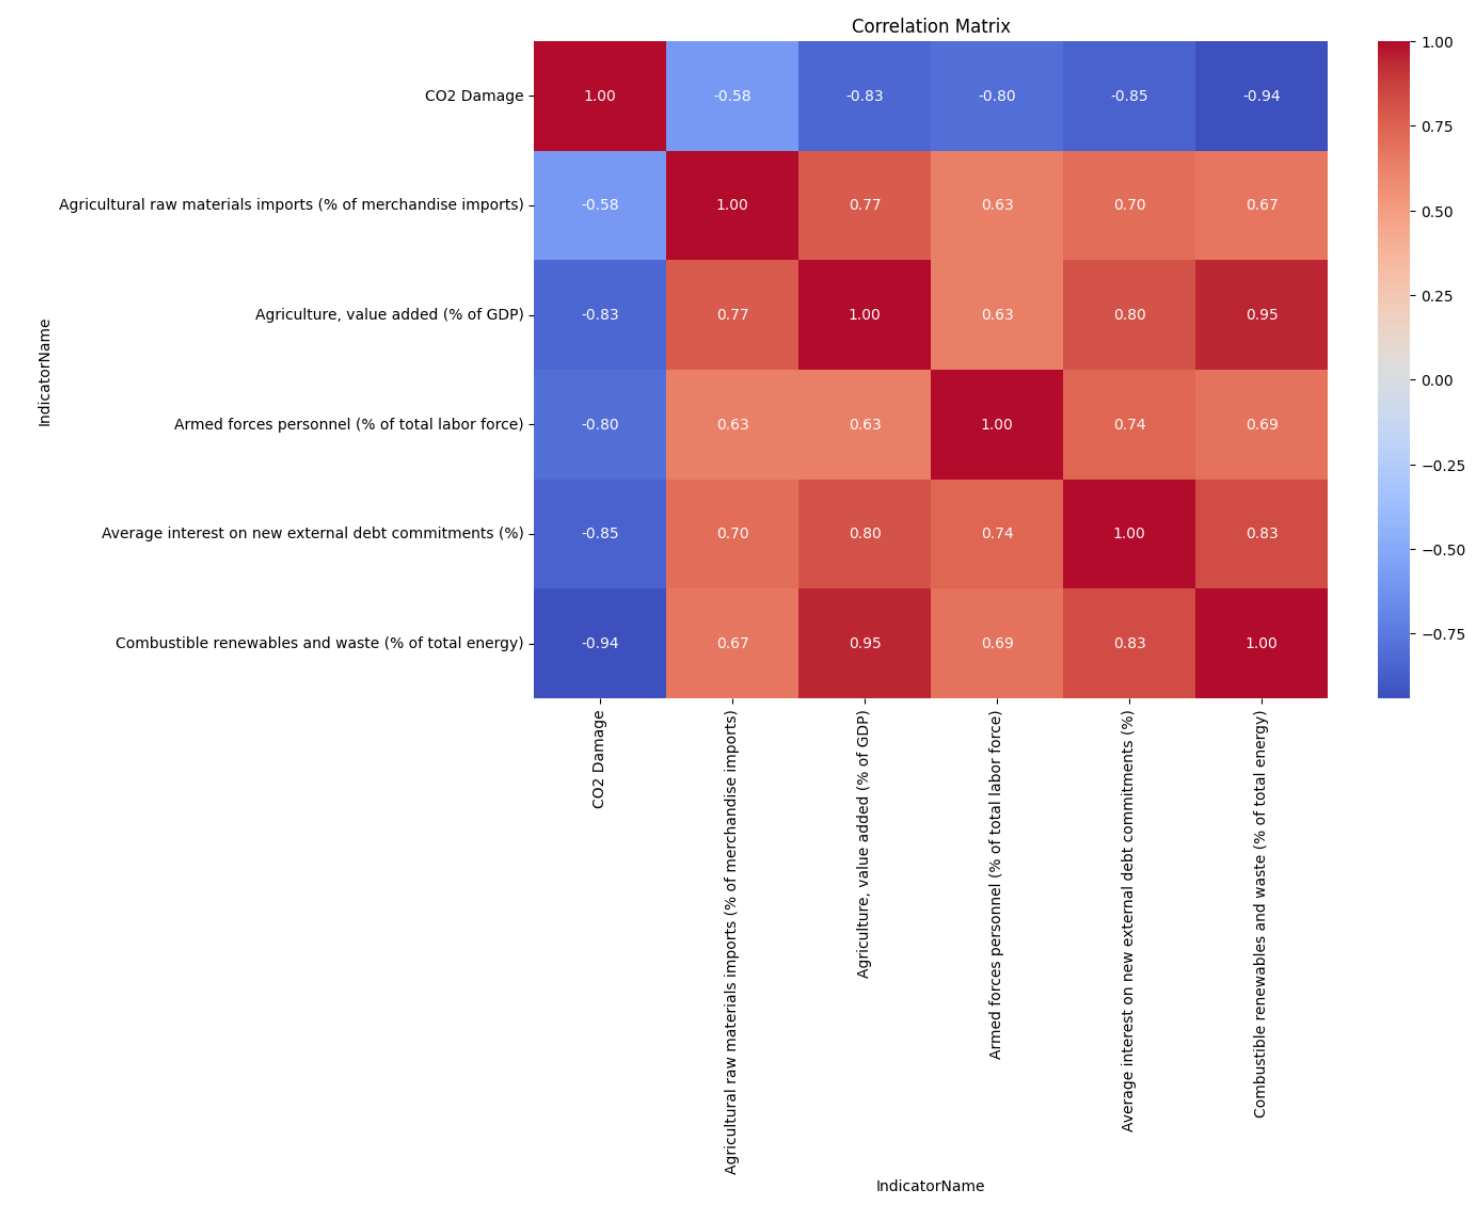 Correlation Matrix
CO2 Damage 1.00 -0.58 -0.83 -0.80 -0.85 -0.94
Agricultural raw materials imports (% of merchandise imports) -0.58 1.00 0.77 0.63 0.70 0.67
Agriculture, value added (% of GDP) -0.83 0.77 1.00 0.63 0.80 0.95
Armed forces personnel (% of total labor force) -0.80 0.63 0.63 1.00 0.74 0.69
Average interest on new external debt commitments (%) -0.85 0.70 0.80 0.74 1.00 0.83
Combustible renewables and waste (% of total energy) -0.94 0.67 0.95 0.69 0.83 1.00
IndicatorName
CO2 Damage
Agricultural raw materials imports (% of merchandise imports)
Agriculture, value added (% of GDP)
Armed forces personnel (% of total labor force)
Average interest on new external debt commitments (%)
Combustible renewables and waste (% of total energy)
IndicatorName
1.00
0.75
0.50
0.25
0.00
−0.25
−0.50
−0.75